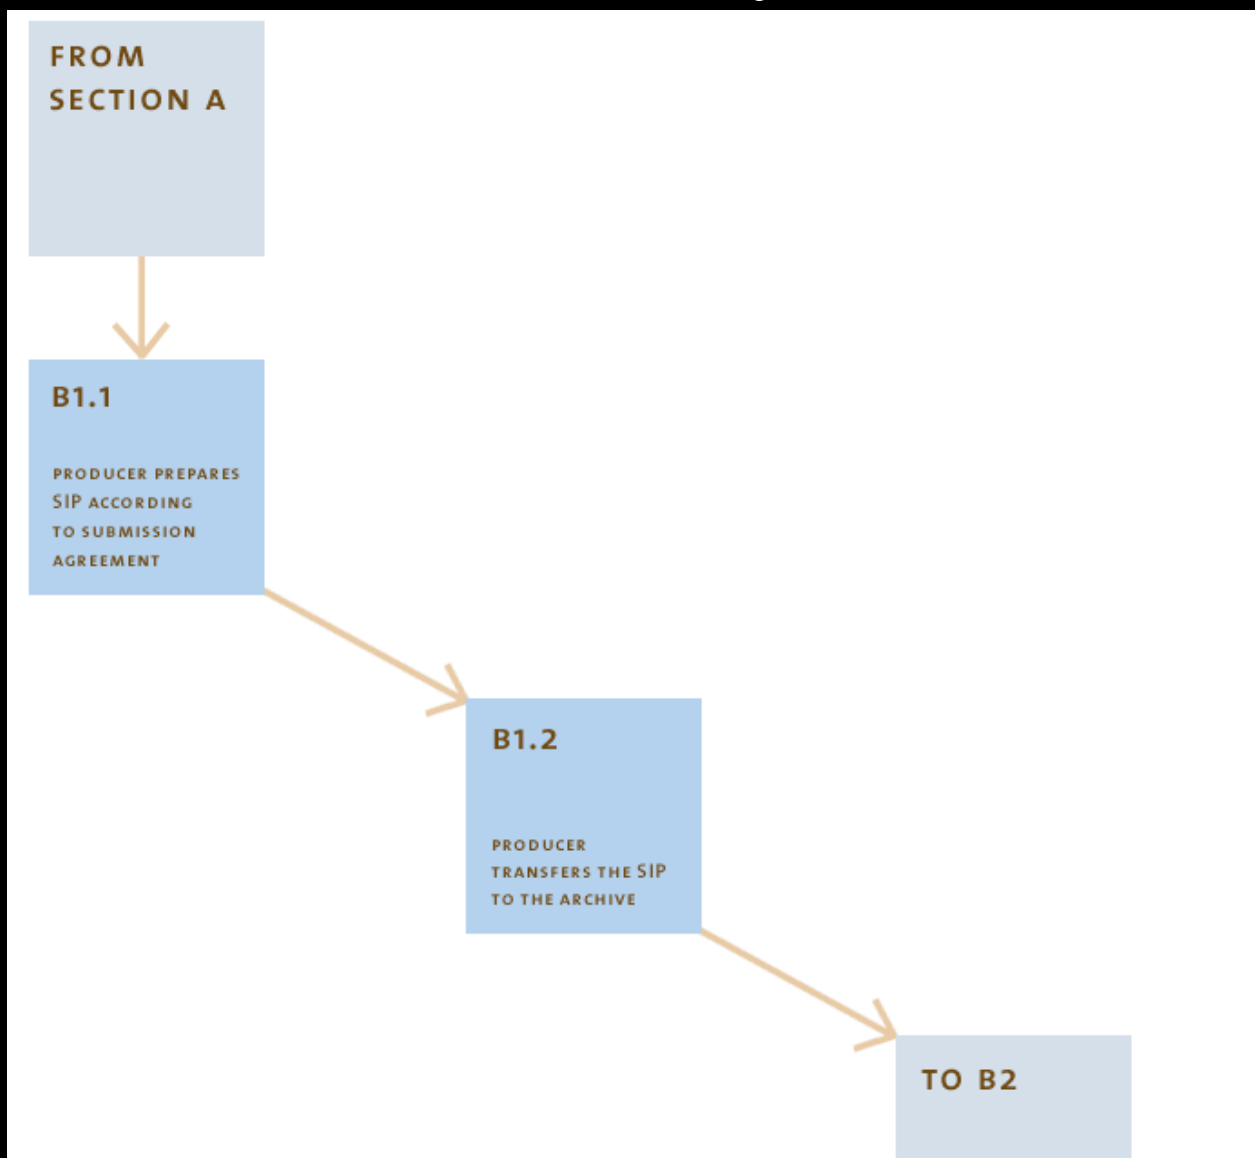 FROM
SECTION A
B1.1
PRODUCER PREPARES
SIP ACCORDING
TO SUBMISSION
AGREEMENT
B1.2
PRODUCER
TRANSFERS THE SIP
TO THE ARCHIVE
TO B2